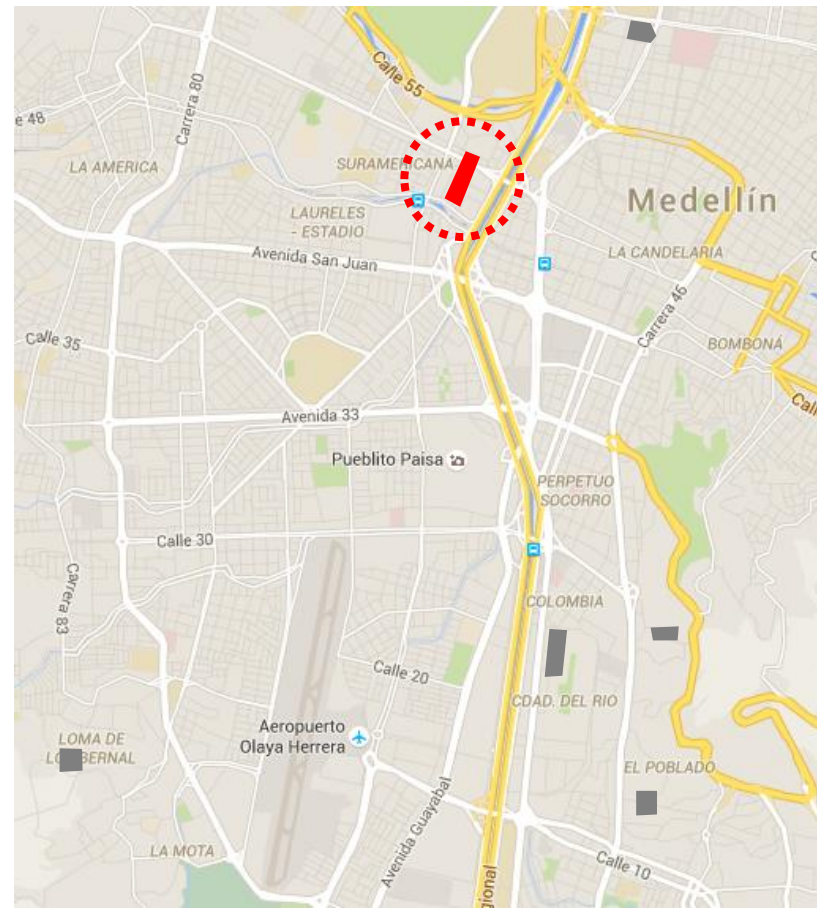 Calle 55
Carrera 80
e 48
LA AMERICA
SURAMERICANA
Medellín
LAURELES
- ESTADIO
Avenida San Juan
LA CANDELARIA
Carrera 46
Calle 35
BOMBONÁ
Call
Avenida 33
Pueblito Paisa
PERPETUO
SOCORRO
Calle 30
Carrera 83
COLOMBIA
Calle 20
CDAD. DEL RIO
Aeropuerto
Olaya Herrera
LOMA DE
BERNAL
EL POBLADO
Avenida Guayabal
LA MOTA
Calle 10
gional